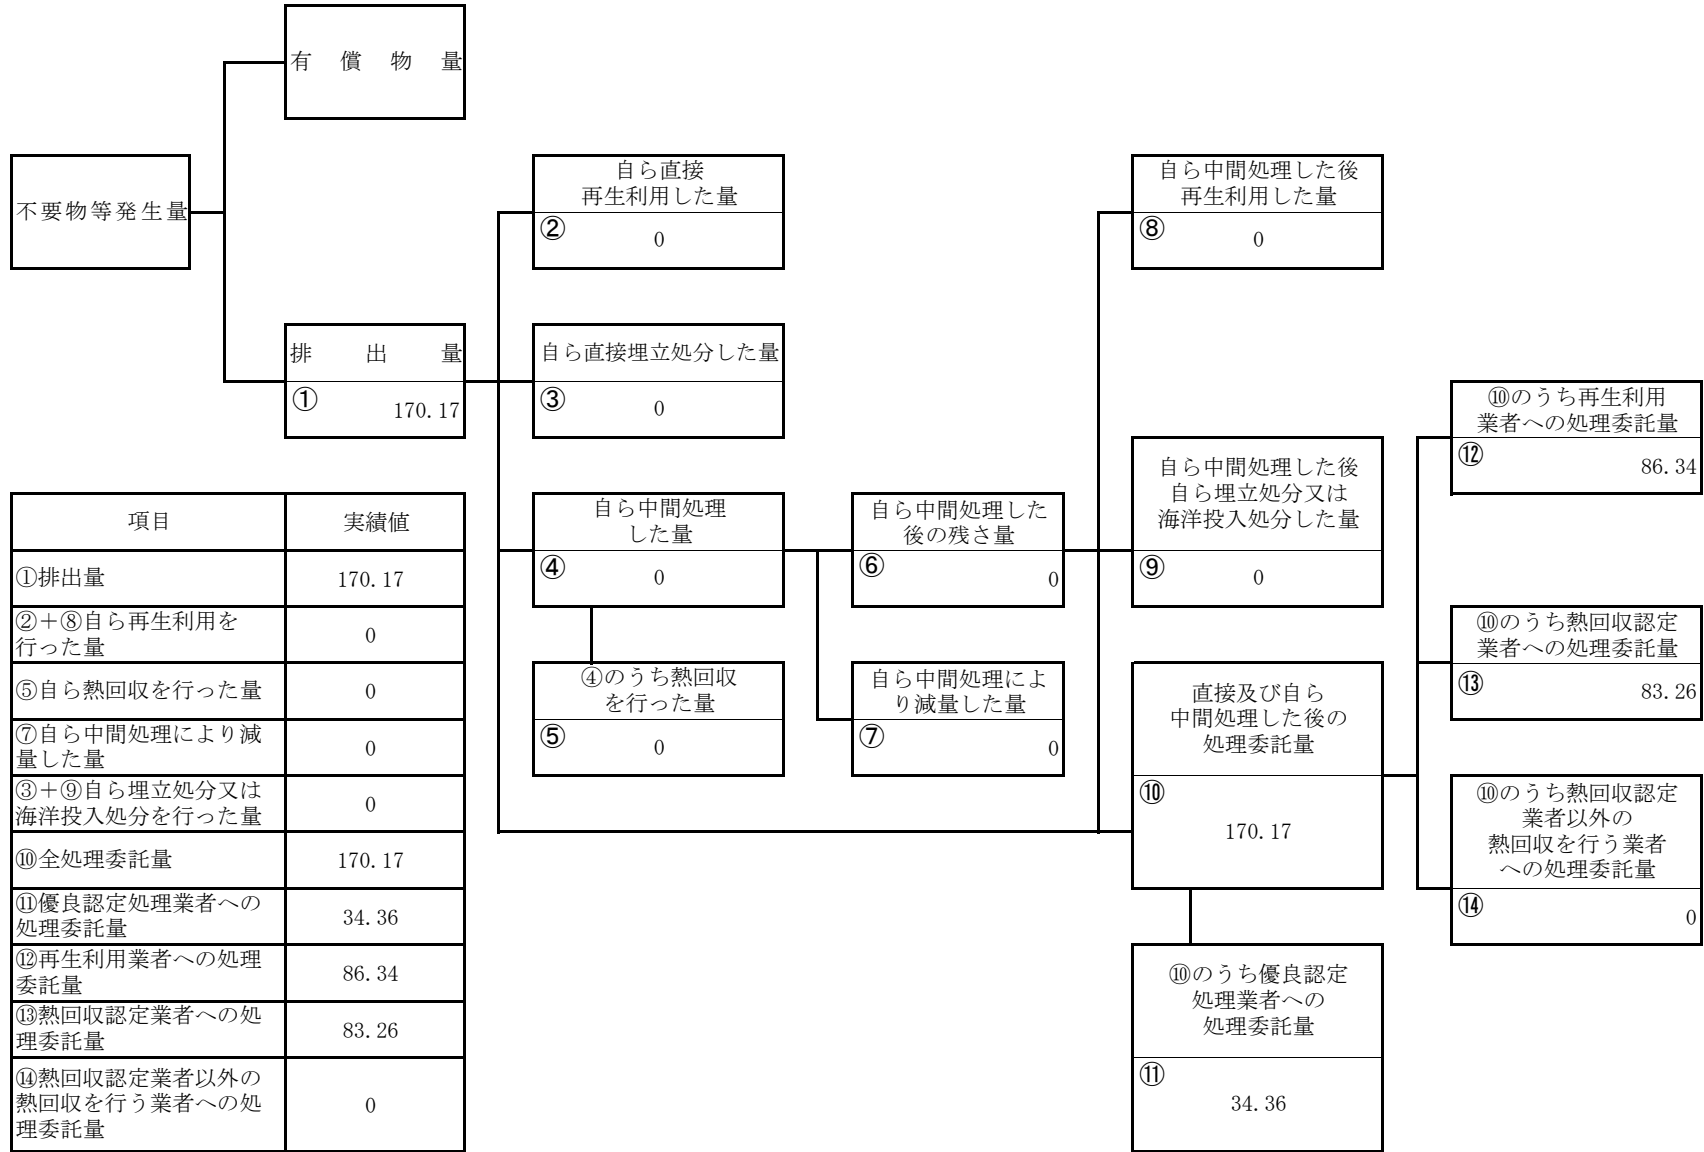 有償物量
不要物等発生量
排出量
①
170.17
自ら直接
再生利用した量
②
0
自ら直接埋立処分した量
③
0
自ら中間処理
した量
④
0
④のうち熱回収
を行った量
⑤
0
自ら中間処理した
後の残さ量
⑥
0
自ら中間処理によ
り減量した量
⑦
0
自ら中間処理した後
再生利用した量
⑧
0
自ら中間処理した後
自ら埋立処分又は
海洋投入処分した量
⑨
0
直接及び自ら
中間処理した後の
処理委託量
⑩
170.17
⑩のうち優良認定
処理業者への
処理委託量
⑪
34.36
⑩のうち再生利用
業者への処理委託量
⑫
86.34
⑩のうち熱回収認定
業者への処理委託量
⑬
83.26
⑩のうち熱回収認定
業者以外の
熱回収を行う業者
への処理委託量
⑭
0
項目 実績値
①排出量 170.17
②+⑧自ら再生利用を
行った量 0
⑤自ら熱回収を行った量 0
⑦自ら中間処理により減
量した量 0
③+⑨自ら埋立処分又は
海洋投入処分を行った量 0
⑩全処理委託量 170.17
⑪優良認定処理業者への
処理委託量 34.36
⑫再生利用業者への処理
委託量 86.34
⑬熱回収認定業者への処
理委託量 83.26
⑭熱回収認定業者以外の
熱回収を行う業者への処
理委託量 0